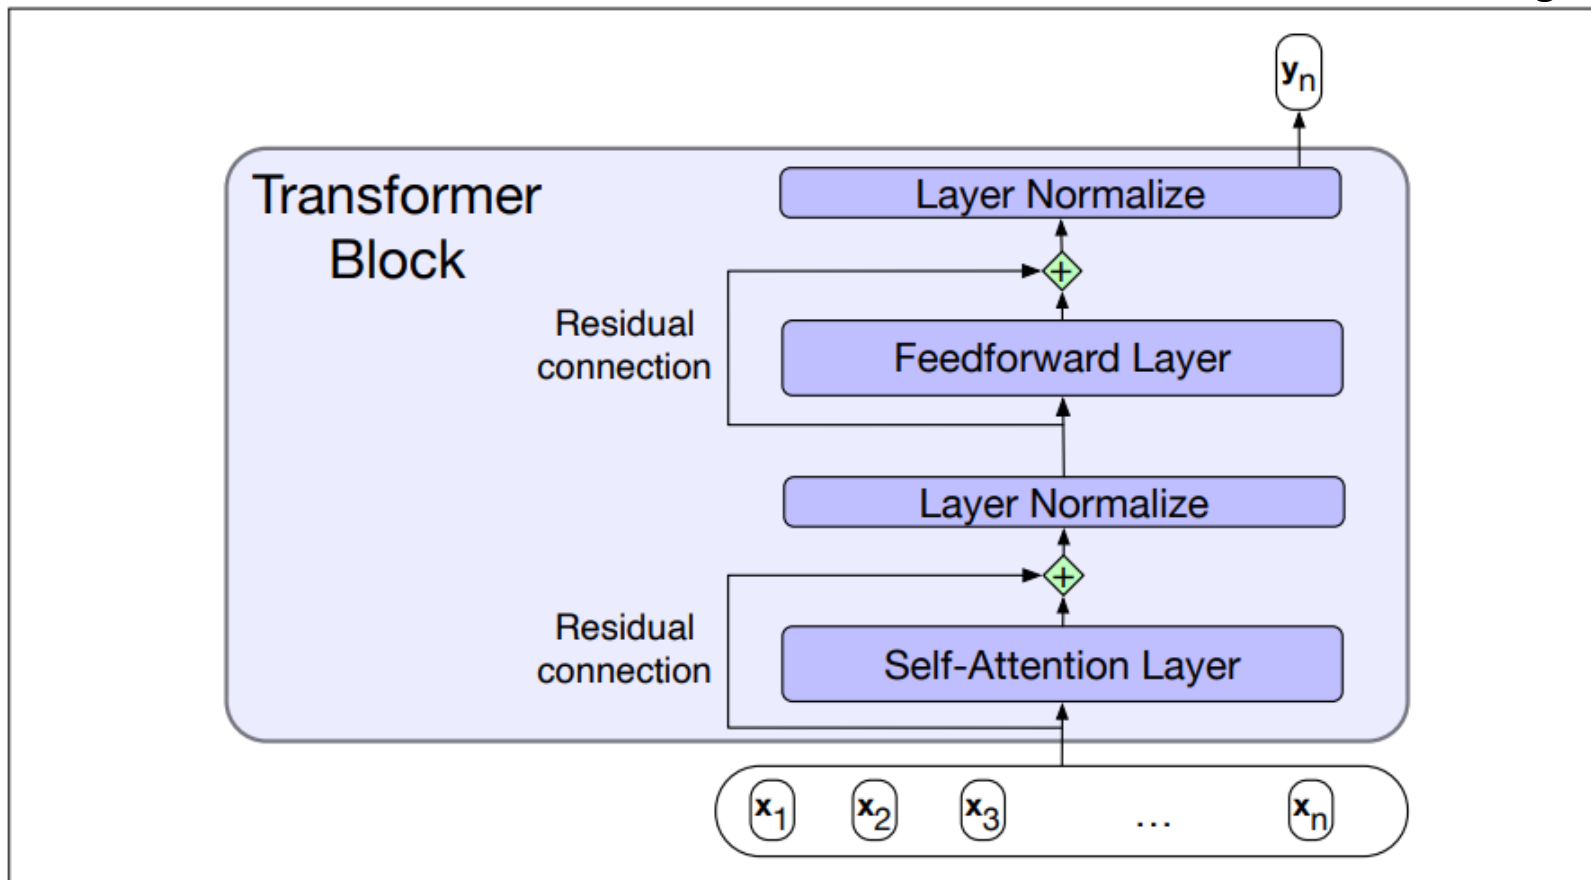 yn
Transformer
Block
Layer Normalize
+
Residual
connection
Feedforward Layer
Layer Normalize
+
Residual
connection
Self-Attention Layer
x1 x2 x3 ... xn